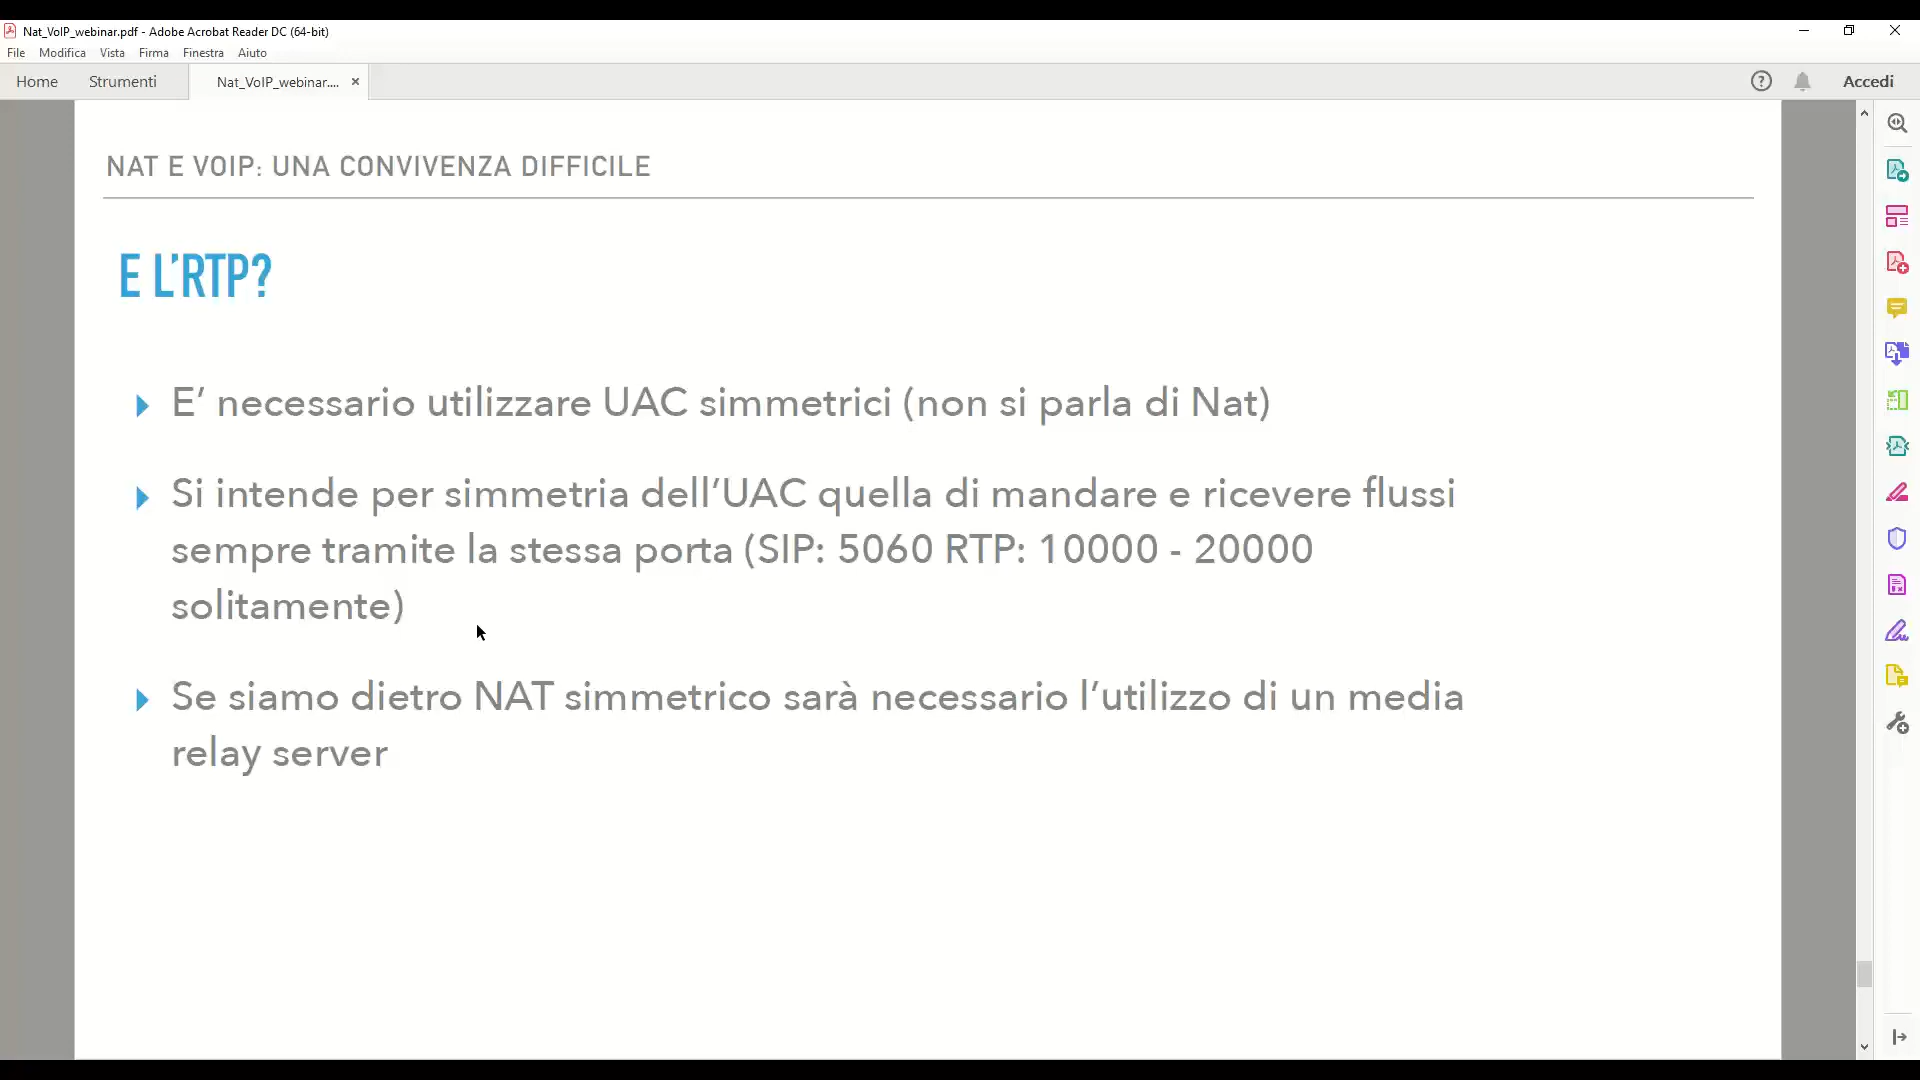 Nat_VoIP_webinar.pdf - Adobe Acrobat Reader DC (64-bit)
File Modifica Vista Firma Finestra Aiuto
Home Strumenti Nat_VoIP_webinar.... × Accedi
NAT E VOIP: UNA CONVIVENZA DIFFICILE
E L'RTP?
E' necessario utilizzare UAC simmetrici (non si parla di Nat)
Si intende per simmetria dell'UAC quella di mandare e ricevere flussi
sempre tramite la stessa porta (SIP: 5060 RTP: 10000 - 20000
solitamente)
Se siamo dietro NAT simmetrico sarà necessario l'utilizzo di un media
relay server